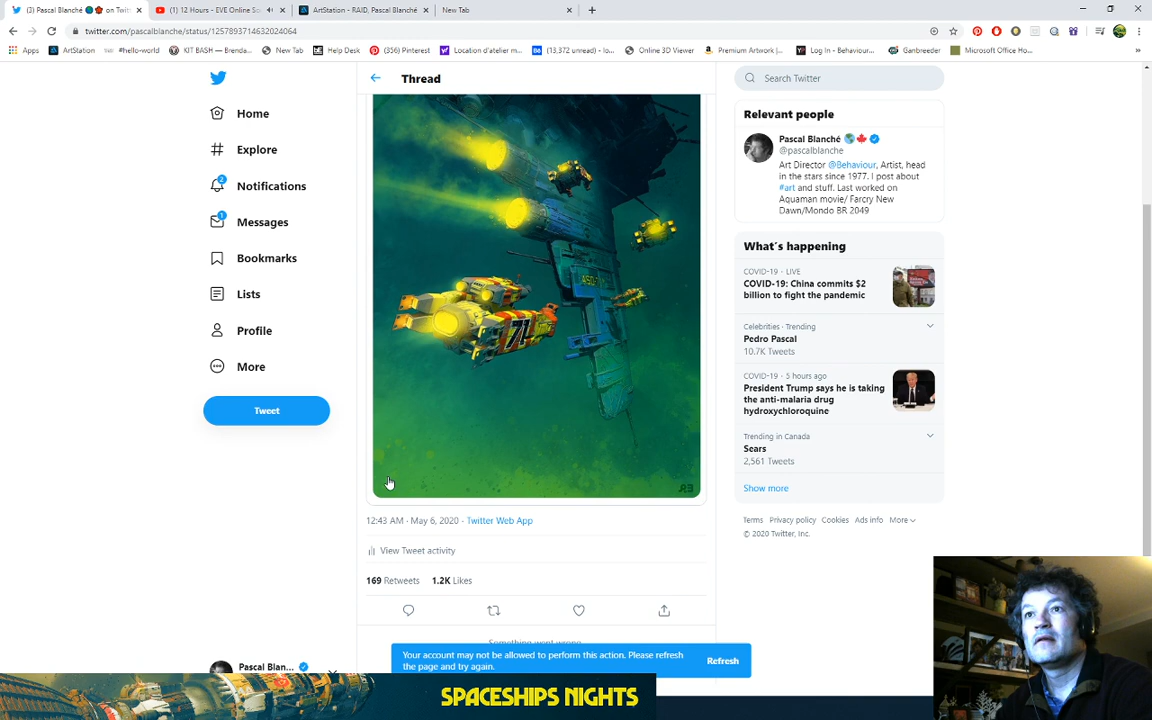 (3) Pascal Blanché on Twit
(1) 12 Hours - EVE Online So
ArtStation - RAID, Pascal Blanché
New Tab
twitter.com/pascalblanche/status/1257893714632024064
Apps
ArtStation
#hello-world
KIT BASH — Brenda...
New Tab
Help Desk
(356) Pinterest
Location d'atelier m...
(13,372 unread) - lo...
Online 3D Viewer
Premium Artwork |...
Log In - Behaviour...
Ganbreeder
Microsoft Office Ho...
Thread
Search Twitter
Home
Explore
2
Notifications
1
Messages
Bookmarks
Lists
Profile
More
Tweet
71
12:43 AM · May 6, 2020 · Twitter Web App
View Tweet activity
169 Retweets 1.2K Likes
Something went wrong
Your account may not be allowed to perform this action. Please refresh
the page and try again.
Refresh
Relevant people
Pascal Blanché
@pascalblanche
Art Director @Behaviour, Artist, head
in the stars since 1977. I post about
#art and stuff. Last worked on
Aquaman movie/ Farcry New
Dawn/Mondo BR 2049
What's happening
COVID-19 · LIVE
COVID-19: China commits $2
billion to fight the pandemic
Celebrities · Trending
Pedro Pascal
10.7K Tweets
COVID-19 · 5 hours ago
President Trump says he is taking
the anti-malaria drug
hydroxychloroquine
Trending in Canada
Sears
2,561 Tweets
Show more
Terms Privacy policy Cookies Ads info More
© 2020 Twitter, Inc.
Pascal Blan...
SPACESHIPS NIGHTS